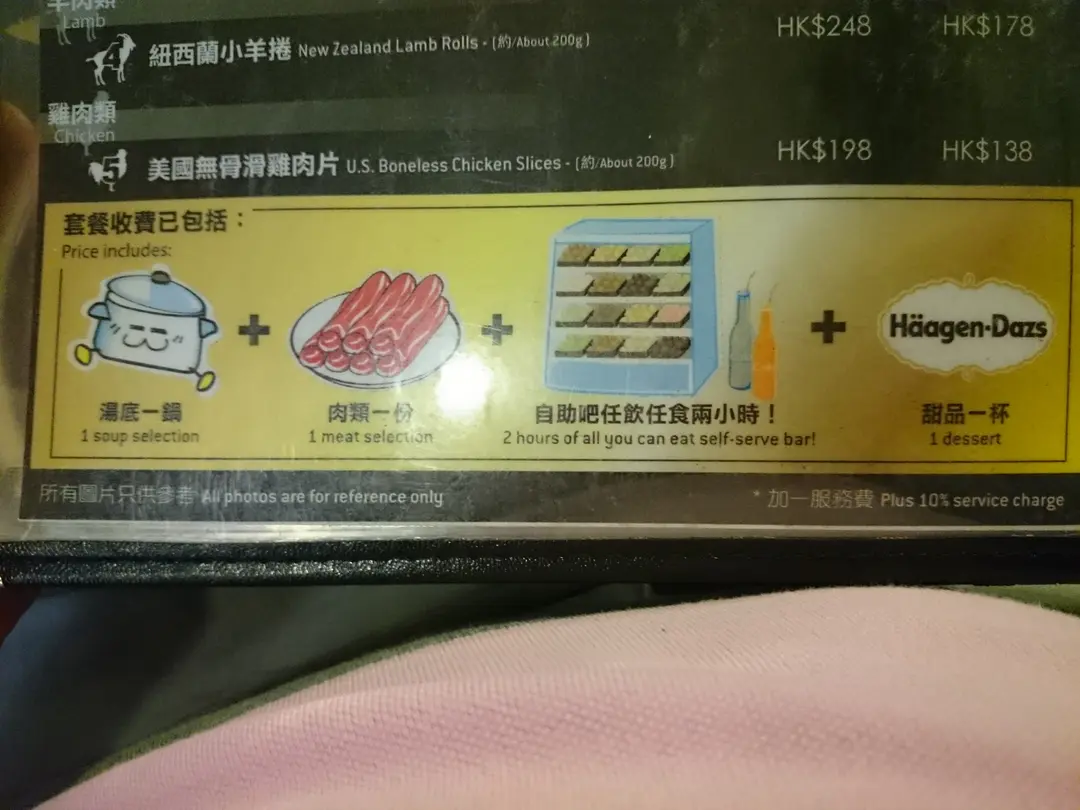 羊肉類
Lamb
4 紐西蘭小羊捲 New Zealand Lamb Rolls - (約/About 200g) HK$248 HK$178
雞肉類
Chicken
5 美國無骨滑雞肉片 U.S. Boneless Chicken Slices - (約/About 200g) HK$198 HK$138
套餐收費已包括：
Price includes:
Häagen-Dazs
湯底一鍋 肉類一份 自助吧任飲任食兩小時！ 甜品一杯
1 soup selection 1 meat selection 2 hours of all you can eat self-serve bar! 1 dessert
所有圖片只供參考 All photos are for reference only * 加一服務費 Plus 10% service charge